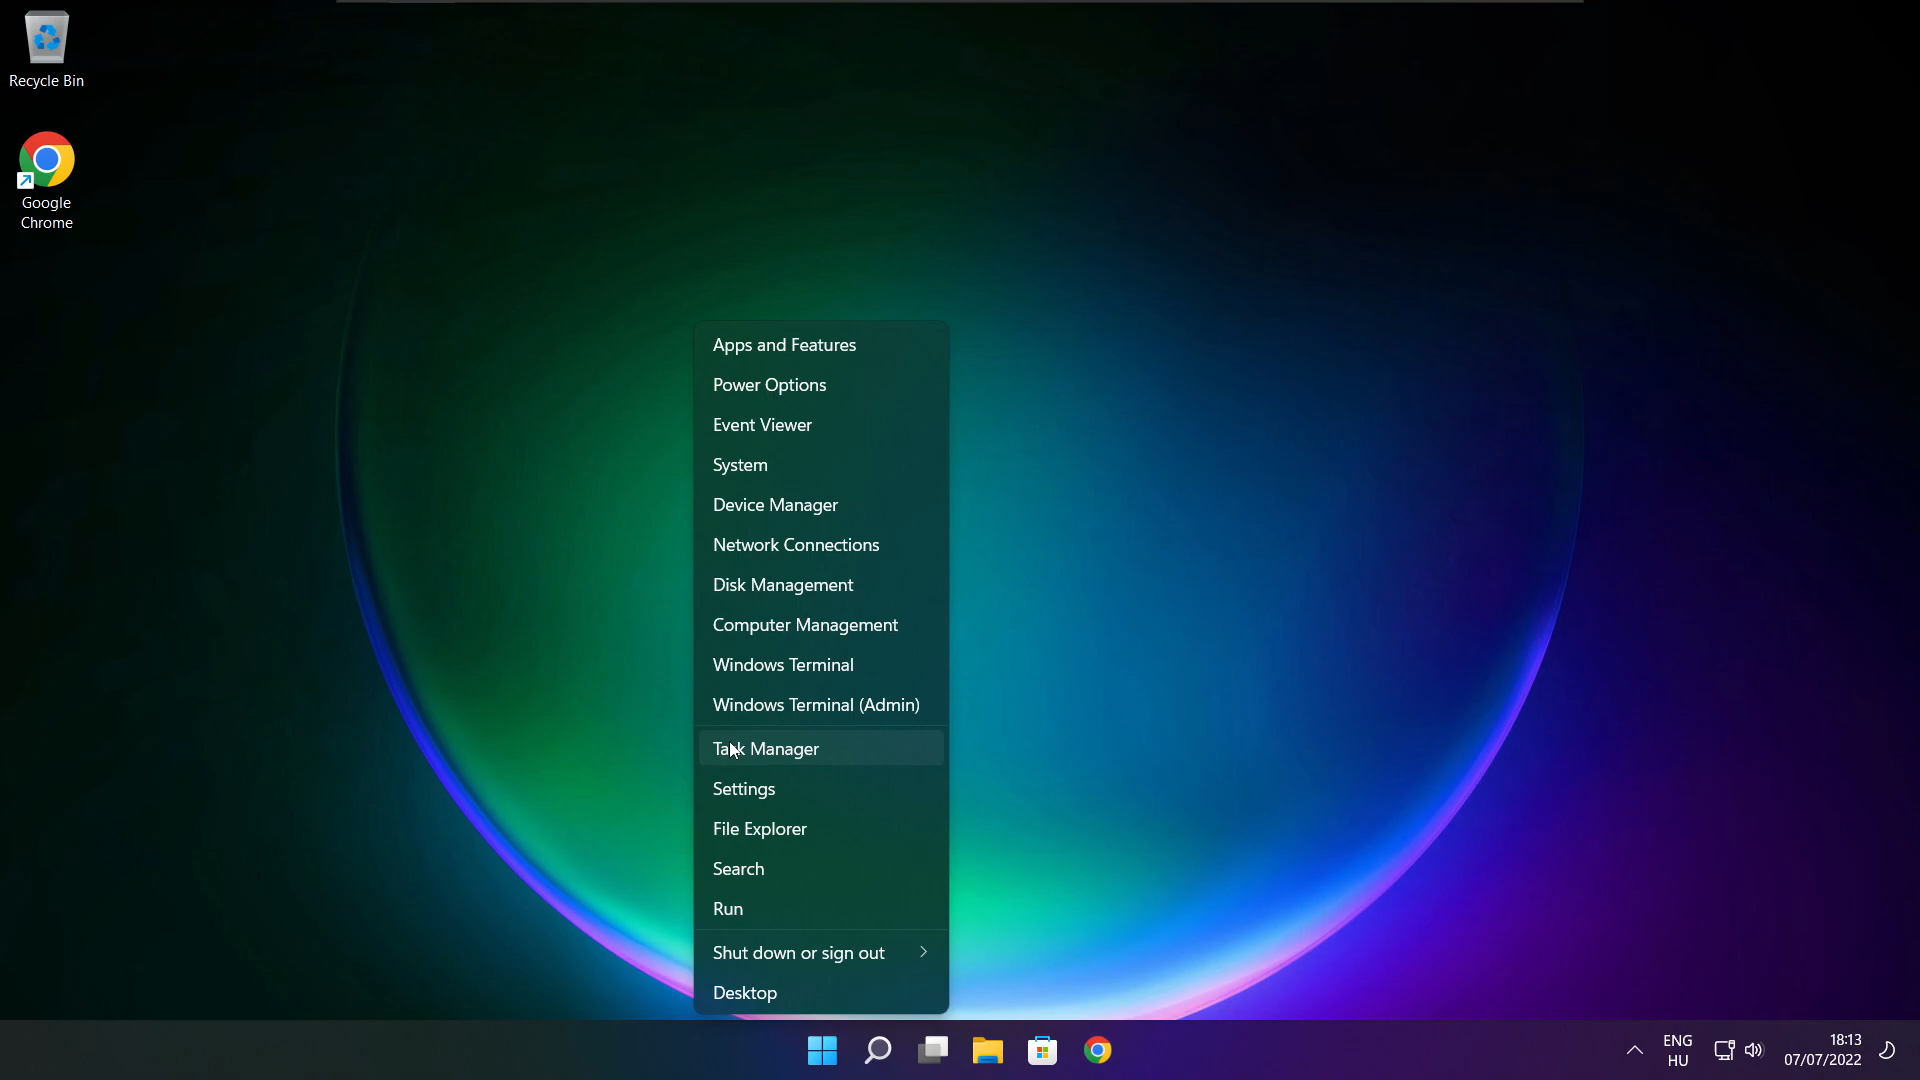 Recycle Bin
Google
Chrome
Apps and Features
Power Options
Event Viewer
System
Device Manager
Network Connections
Disk Management
Computer Management
Windows Terminal
Windows Terminal (Admin)
Task Manager
Settings
File Explorer
Search
Run
Shut down or sign out
Desktop
ENG
HU
18:13
07/07/2022